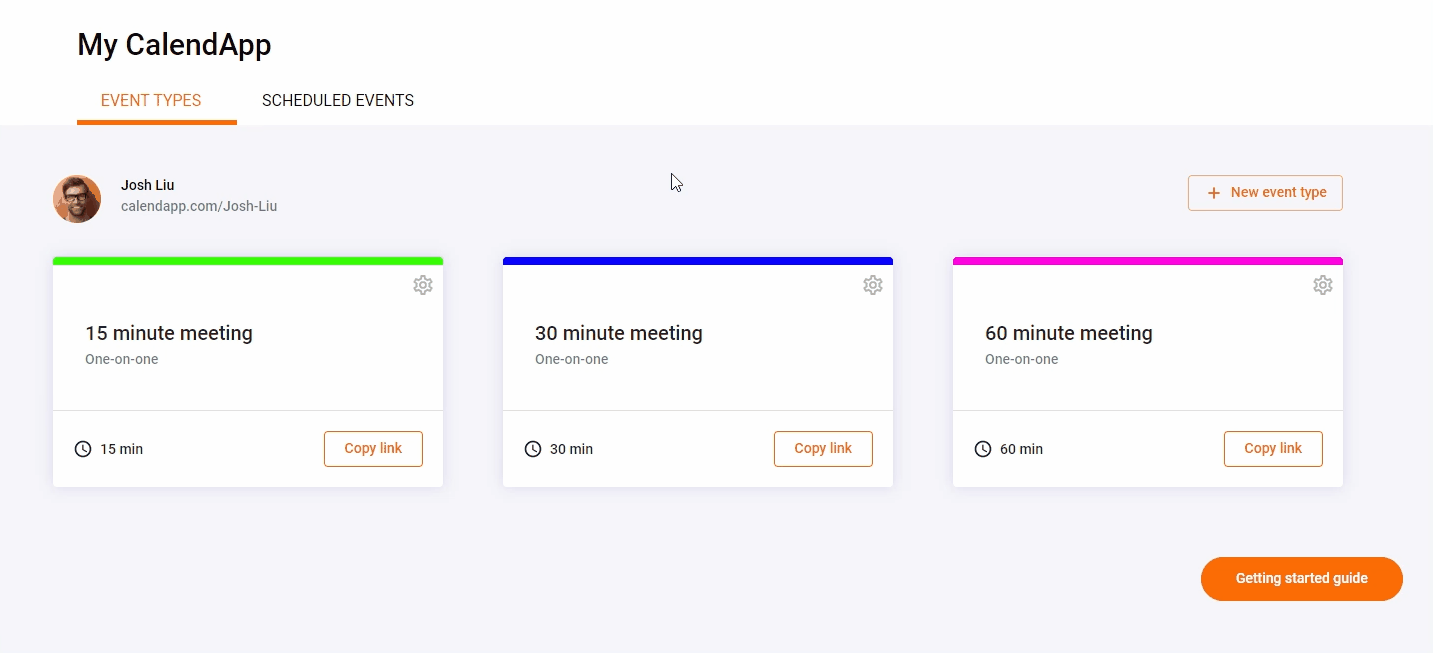 My CalendApp
EVENT TYPES SCHEDULED EVENTS
Josh Liu
calendapp.com/Josh-Liu
New event type
15 minute meeting
One-on-one
15 min
Copy link
30 minute meeting
One-on-one
30 min
Copy link
60 minute meeting
One-on-one
60 min
Copy link
Getting started guide